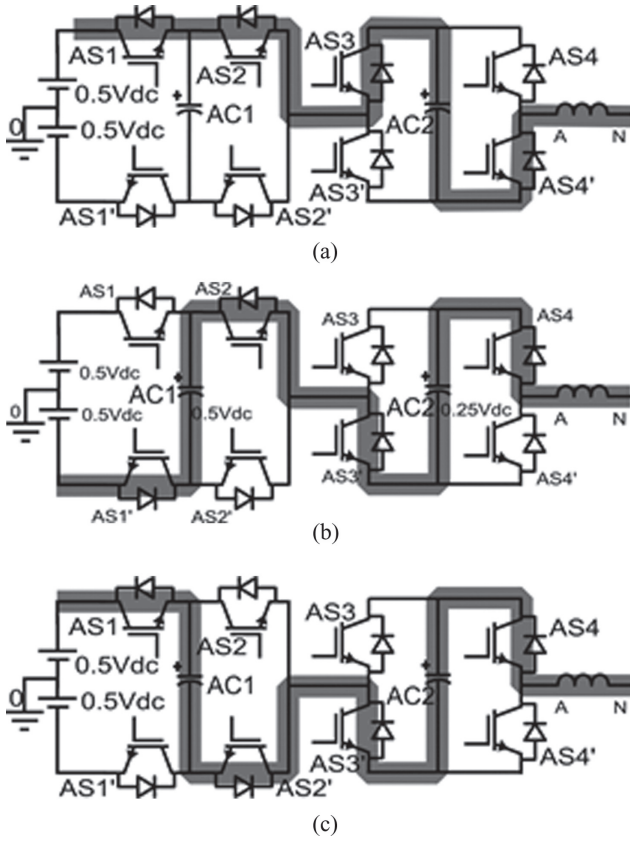 AS1 AS2 AS3 AS4
0.5Vdc
0 0.5Vdc AC1 AC2
A N
AS1' AS2' AS3' AS4'
(a)
AS1 AS2 AS3 AS4
0.5Vdc
0 0.5Vdc AC1 0.5Vdc AC2 0.25Vdc
A N
AS1' AS2' AS3' AS4'
(b)
AS1 AS2 AS3 AS4
0.5Vdc
0 0.5Vdc AC1 AC2
A N
AS1' AS2' AS3' AS4'
(c)